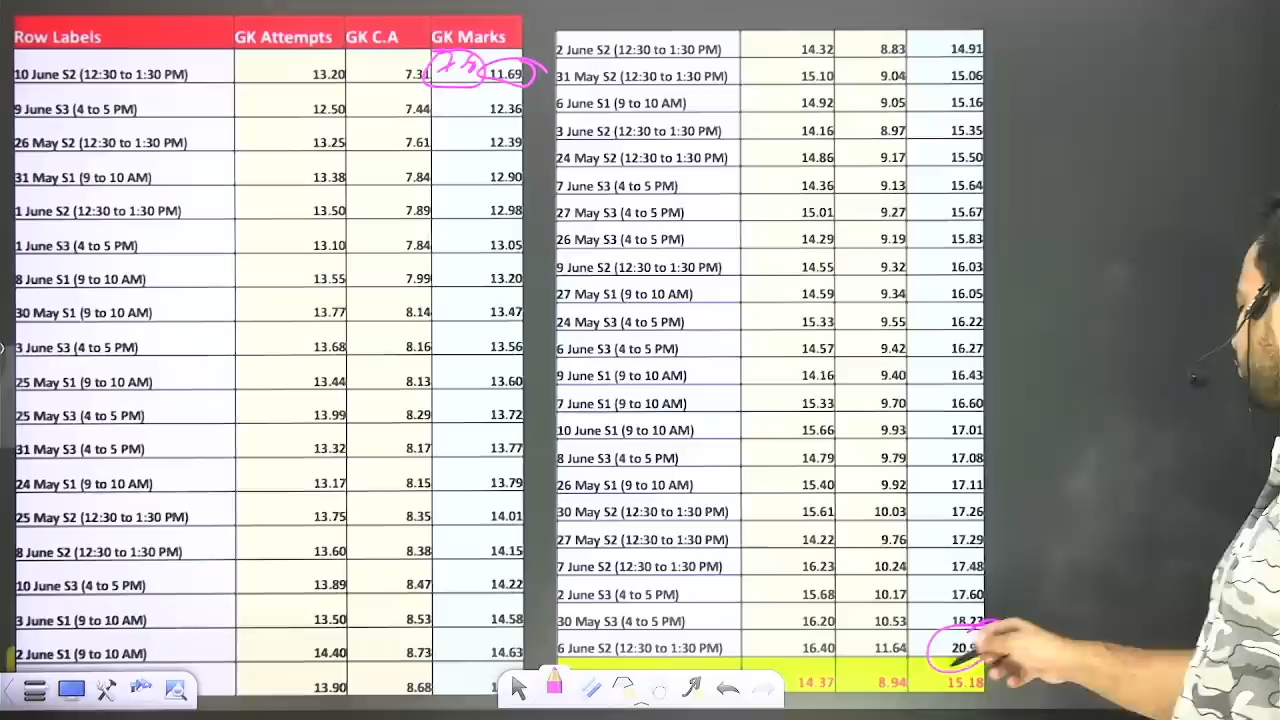 Row Labels GK Attempts GK C.A GK Marks
10 June S2 (12:30 to 1:30 PM) 13.20 7.31 11.69
9 June S3 (4 to 5 PM) 12.50 7.44 12.36
26 May S2 (12:30 to 1:30 PM) 13.25 7.61 12.39
31 May S1 (9 to 10 AM) 13.38 7.84 12.90
1 June S2 (12:30 to 1:30 PM) 13.50 7.89 12.98
1 June S3 (4 to 5 PM) 13.10 7.84 13.05
8 June S1 (9 to 10 AM) 13.55 7.99 13.20
30 May S1 (9 to 10 AM) 13.77 8.14 13.47
3 June S3 (4 to 5 PM) 13.68 8.16 13.56
25 May S1 (9 to 10 AM) 13.44 8.13 13.60
25 May S3 (4 to 5 PM) 13.99 8.29 13.72
31 May S3 (4 to 5 PM) 13.32 8.17 13.77
24 May S1 (9 to 10 AM) 13.17 8.15 13.79
25 May S2 (12:30 to 1:30 PM) 13.75 8.35 14.01
8 June S2 (12:30 to 1:30 PM) 13.60 8.38 14.15
10 June S3 (4 to 5 PM) 13.89 8.47 14.22
3 June S1 (9 to 10 AM) 13.50 8.53 14.58
2 June S1 (9 to 10 AM) 14.40 8.73 14.63
13.90 8.68
2 June S2 (12:30 to 1:30 PM) 14.32 8.83 14.91
31 May S2 (12:30 to 1:30 PM) 15.10 9.04 15.06
6 June S1 (9 to 10 AM) 14.92 9.05 15.16
3 June S2 (12:30 to 1:30 PM) 14.16 8.97 15.35
24 May S2 (12:30 to 1:30 PM) 14.86 9.17 15.50
7 June S3 (4 to 5 PM) 14.36 9.13 15.64
27 May S3 (4 to 5 PM) 15.01 9.27 15.67
26 May S3 (4 to 5 PM) 14.29 9.19 15.83
9 June S2 (12:30 to 1:30 PM) 14.55 9.32 16.03
27 May S1 (9 to 10 AM) 14.59 9.34 16.05
24 May S3 (4 to 5 PM) 15.33 9.55 16.22
6 June S3 (4 to 5 PM) 14.57 9.42 16.27
9 June S1 (9 to 10 AM) 14.16 9.40 16.43
7 June S1 (9 to 10 AM) 15.33 9.70 16.60
10 June S1 (9 to 10 AM) 15.66 9.93 17.01
8 June S3 (4 to 5 PM) 14.79 9.79 17.08
26 May S1 (9 to 10 AM) 15.40 9.92 17.11
30 May S2 (12:30 to 1:30 PM) 15.61 10.03 17.26
27 May S2 (12:30 to 1:30 PM) 14.22 9.76 17.29
7 June S2 (12:30 to 1:30 PM) 16.23 10.24 17.48
2 June S3 (4 to 5 PM) 15.68 10.17 17.60
30 May S3 (4 to 5 PM) 16.20 10.53 18.23
6 June S2 (12:30 to 1:30 PM) 16.40 11.64
14.37 8.94 15.18